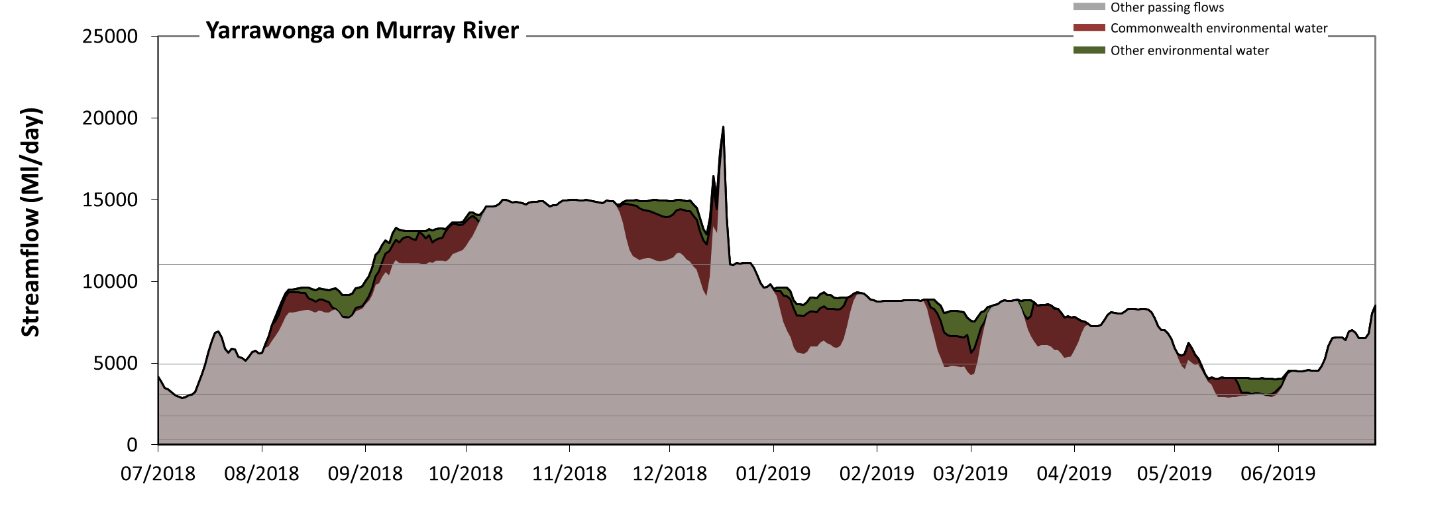 Other passing flows
Yarrawonga on Murray River
Commonwealth environmental water
Other environmental water
Streamflow (Ml/day)
25000
20000
15000
10000
5000
0
07/2018 08/2018 09/2018 10/2018 11/2018 12/2018 01/2019 02/2019 03/2019 04/2019 05/2019 06/2019